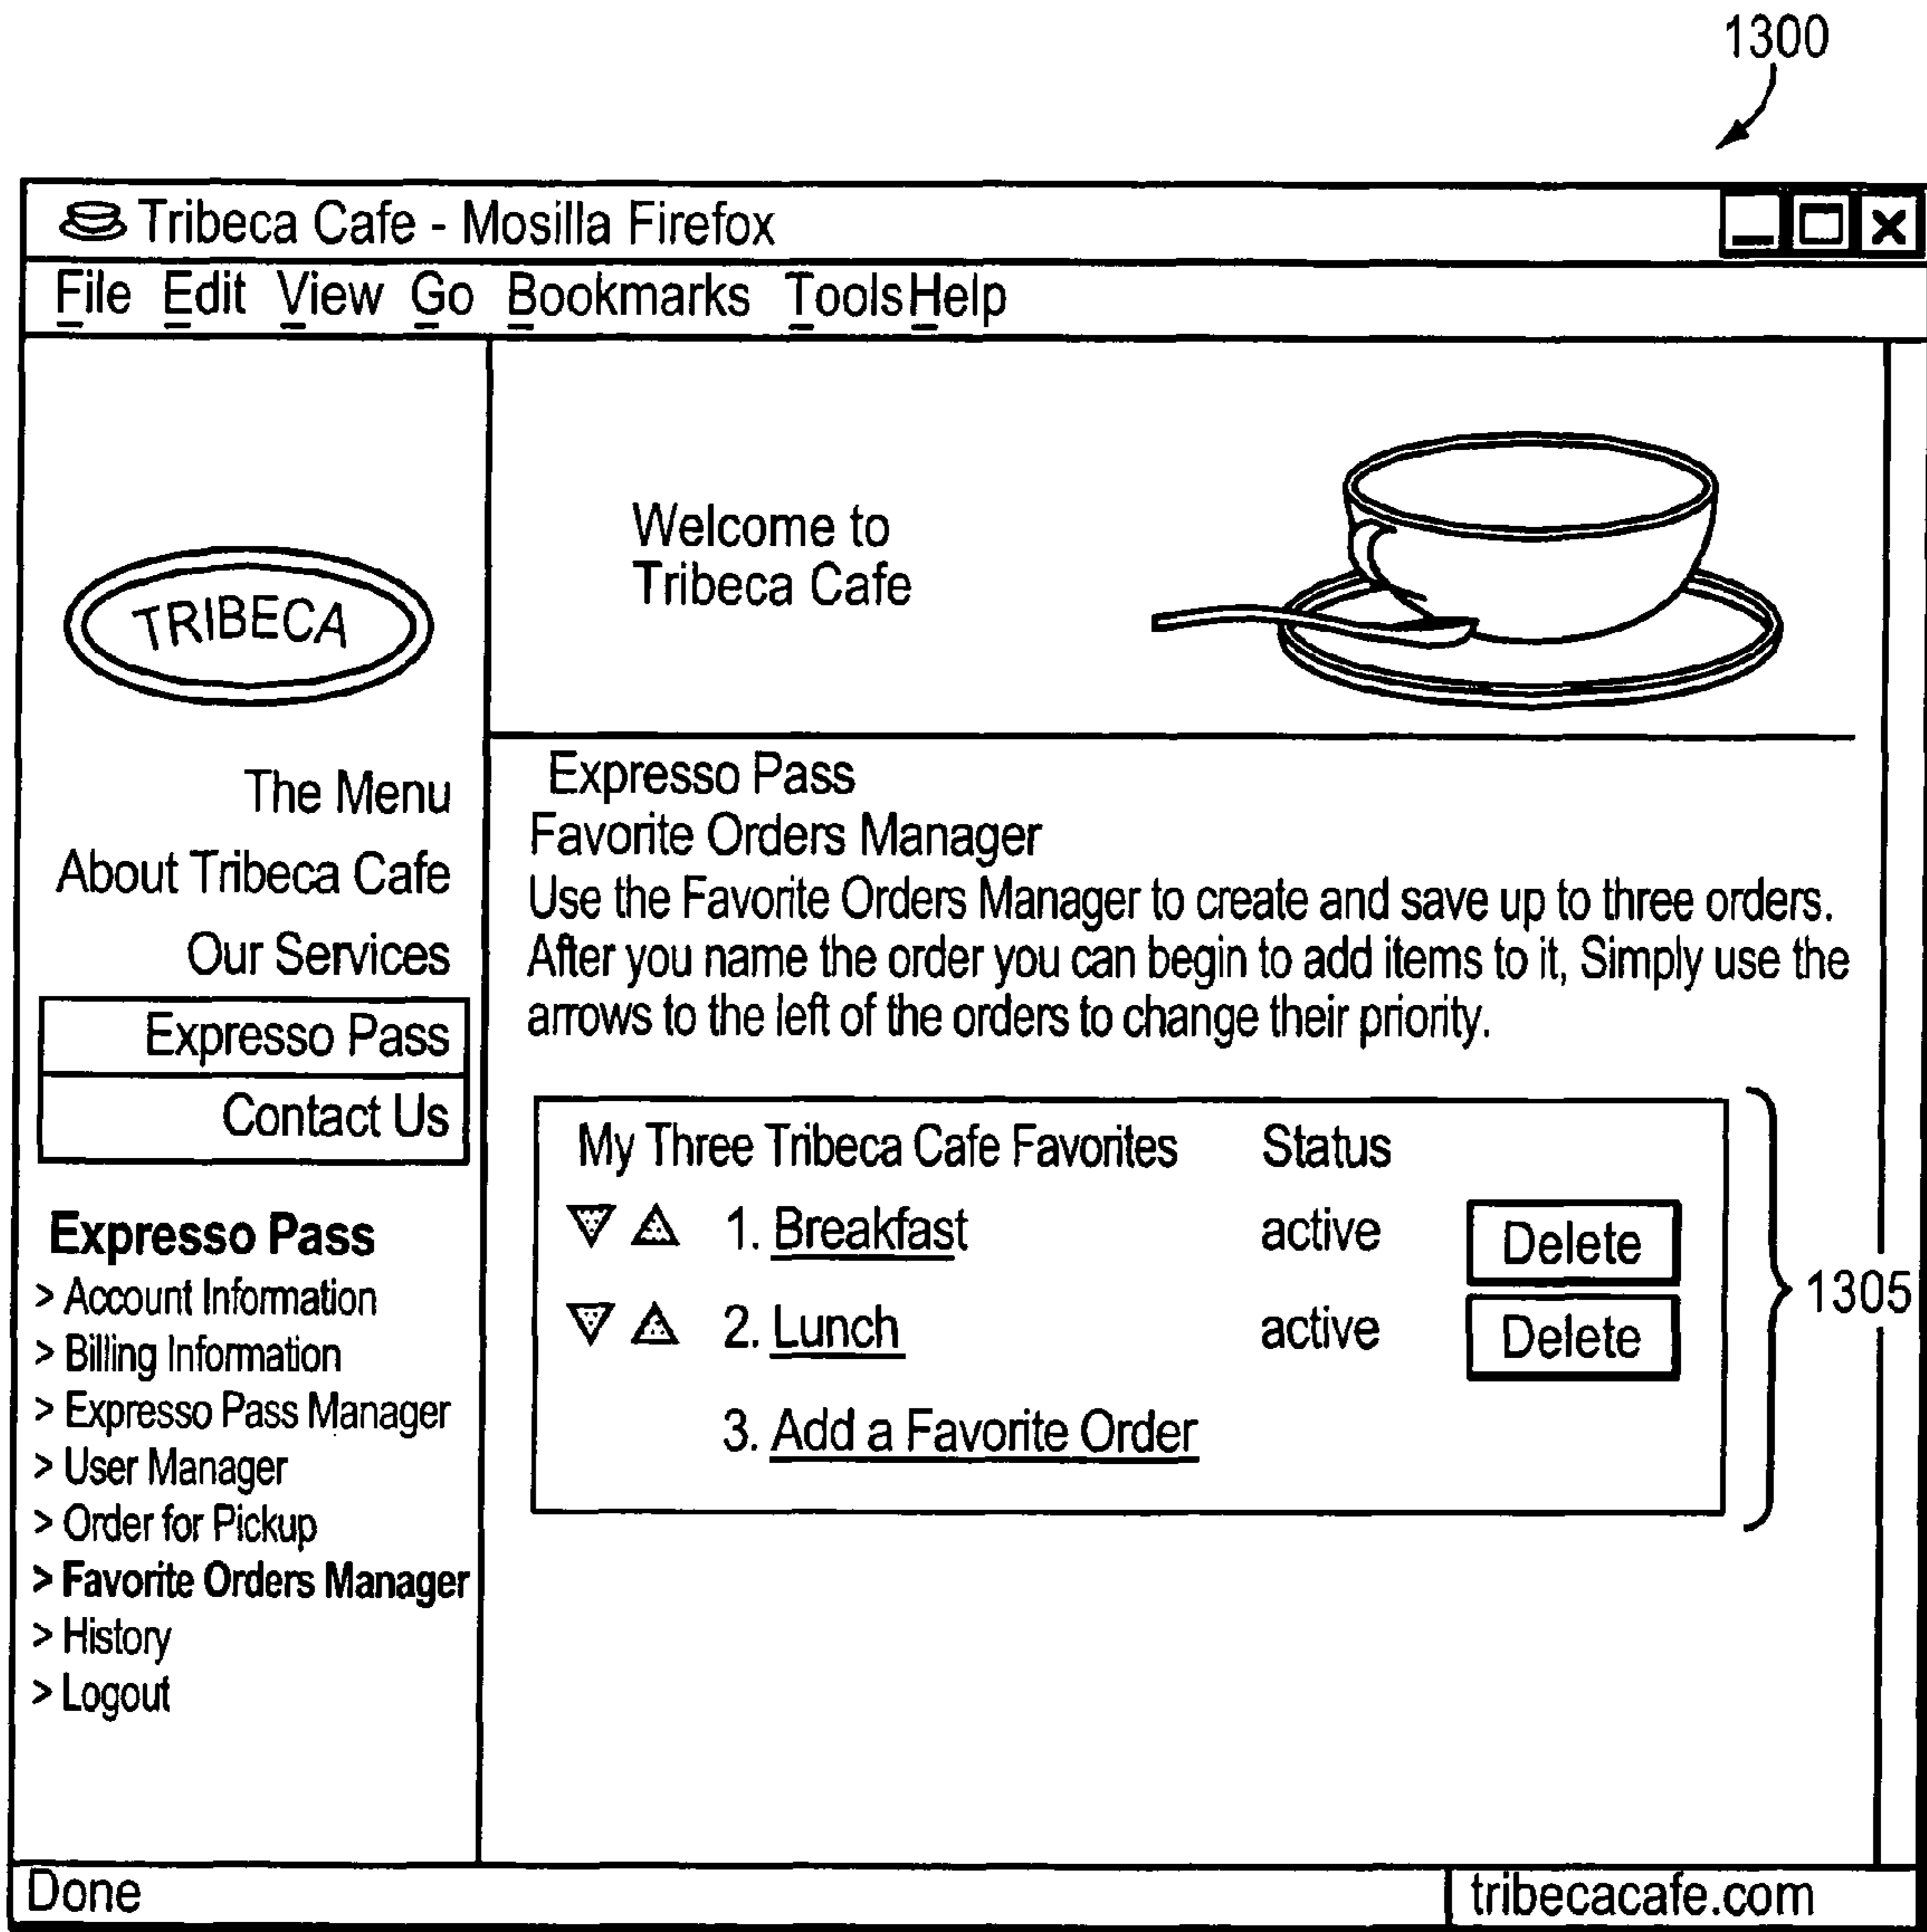 1300
Tribeca Cafe - Mosilla Firefox
File Edit View Go Bookmarks Tools Help
TRIBECA
The Menu
About Tribeca Cafe
Our Services
Expresso Pass
Contact Us
Expresso Pass
> Account Information
> Billing Information
> Expresso Pass Manager
> User Manager
> Order for Pickup
> Favorite Orders Manager
> History
> Logout
Welcome to
Tribeca Cafe
Expresso Pass
Favorite Orders Manager
Use the Favorite Orders Manager to create and save up to three orders.
After you name the order you can begin to add items to it, Simply use the
arrows to the left of the orders to change their priority.
My Three Tribeca Cafe Favorites Status
1. Breakfast active Delete
2. Lunch active Delete
3. Add a Favorite Order
1305
Done tribecacafe.com